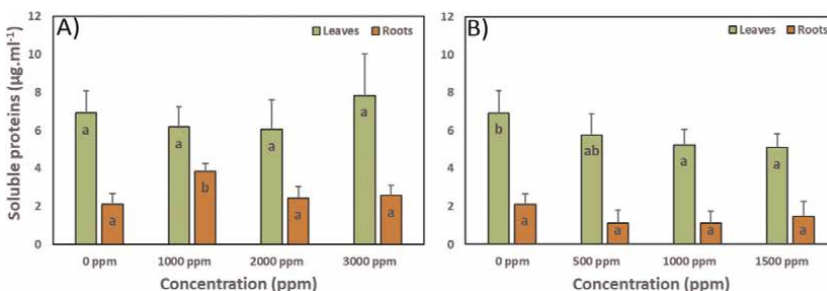 A)
Leaves Roots
Soluble proteins (µg.ml-1)
12
10
8
6
4
2
0
a
a
a
b
a
a
a
a
0 ppm 1000 ppm 2000 ppm 3000 ppm
Concentration (ppm)
B)
Leaves Roots
12
10
8
6
4
2
0
b
a
ab
a
a
a
a
a
0 ppm 500 ppm 1000 ppm 1500 ppm
Concentration (ppm)